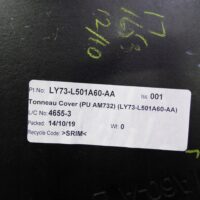 Pt No: LY73-L501A60-AA Iss. 001
Tonneau Cover (PU AM732) (LY73-L501A60-AA)
L/C No: 4655-3
Packed: 14/10/19 Wt: 0
Recycle Code: >SRIM<